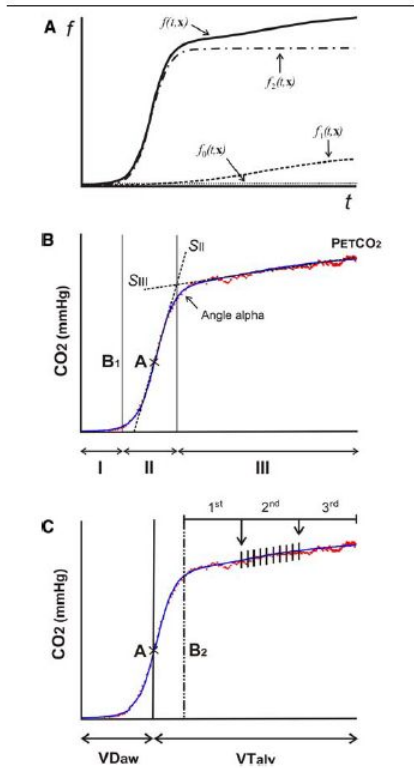 A
f
f(t,x)
f2(t,x)
f0(t,x)
f1(t,x)
t
B
SII
PETCO2
SIII
Angle alpha
CO2 (mmHg)
B1
A
I
II
III
C
1st
2nd
3rd
CO2 (mmHg)
A
B2
VDaw
VTalv